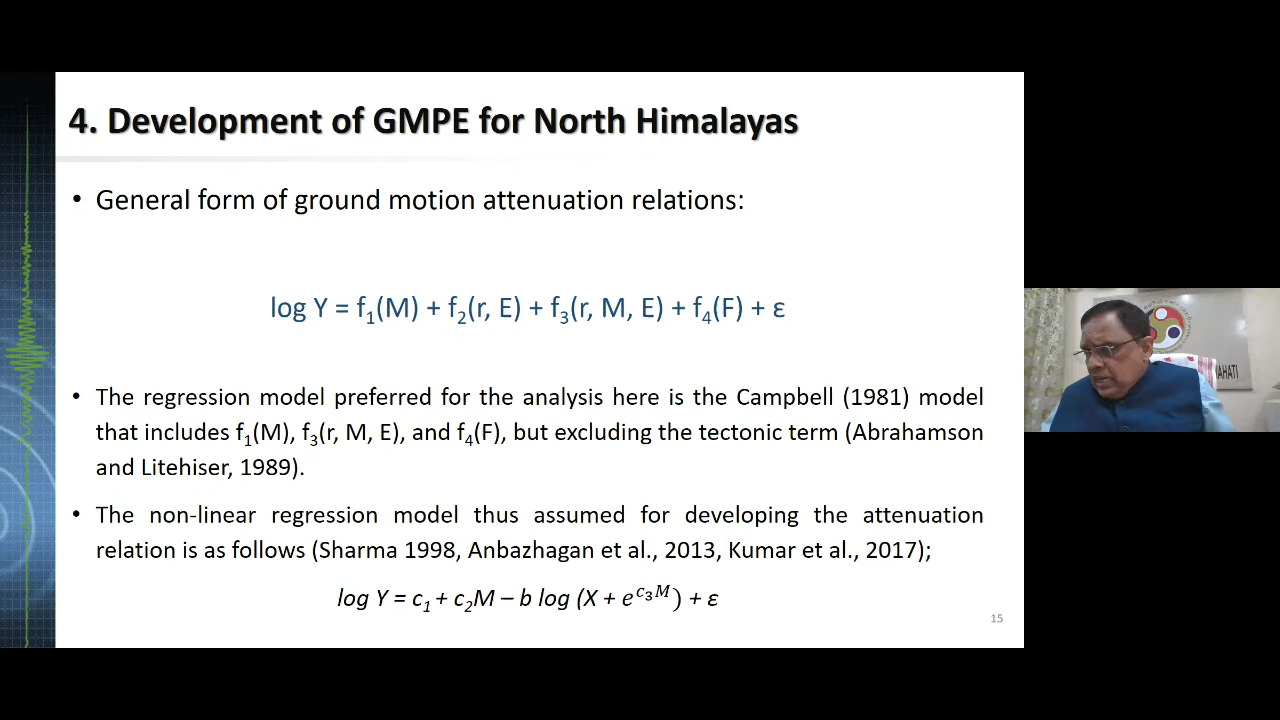 4. Development of GMPE for North Himalayas
• General form of ground motion attenuation relations:
log Y = f₁(M) + f₂(r, E) + f₃(r, M, E) + f₄(F) + ε
• The regression model preferred for the analysis here is the Campbell (1981) model
that includes f₁(M), f₃(r, M, E), and f₄(F), but excluding the tectonic term (Abrahamson
and Litehiser, 1989).
• The non-linear regression model thus assumed for developing the attenuation
relation is as follows (Sharma 1998, Anbazhagan et al., 2013, Kumar et al., 2017);
log Y = c₁ + c₂M – b log (X + e^{c₃M}) + ε
15
AHATI